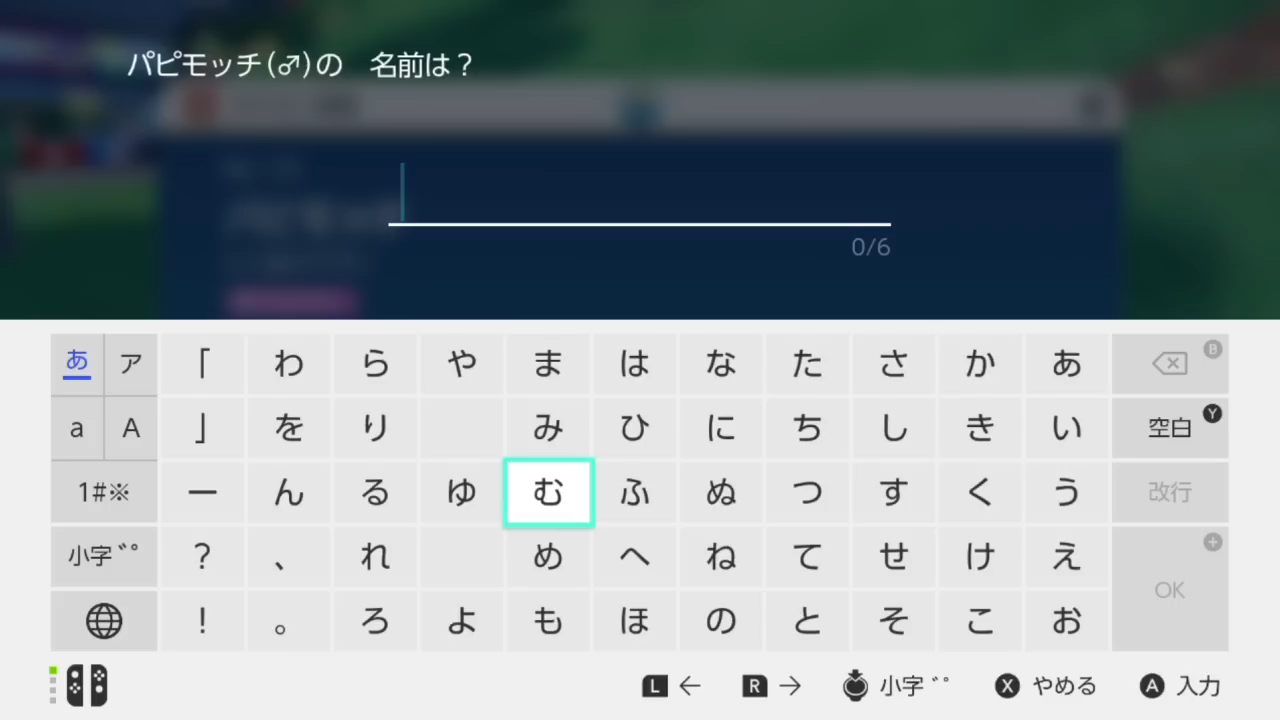 パピモッチ(♂)の 名前は？
0/6
あ ア 「 わ ら や ま は な た さ か あ B
a A 」 を り み ひ に ち し き い 空白 Y
1#※ ー ん る ゆ む ふ ぬ つ す く う 改行
小字゛゜ ？ 、 れ め へ ね て せ け え +
！ 。 ろ よ も ほ の と そ こ お OK
L ← R → 小字゛゜ X やめる A 入力